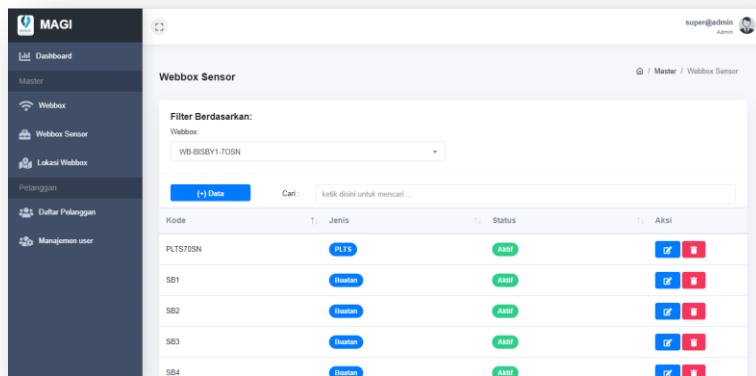 MAGI
super@admin
Admin
Dashboard
Master
Webbox
Webbox Sensor
Lokasi Webbox
Pelanggan
Daftar Pelanggan
Manajemen user
Webbox Sensor
/ Master / Webbox Sensor
Filter Berdasarkan:
Webbox:
WB-BISBY1-7OSN
(+) Data
Cari :
ketik disini untuk mencari ...
Kode Jenis Status Aksi
PLTS70SN PLTS Aktif
SB1 Buatan Aktif
SB2 Buatan Aktif
SB3 Buatan Aktif
SB4 Buatan Aktif